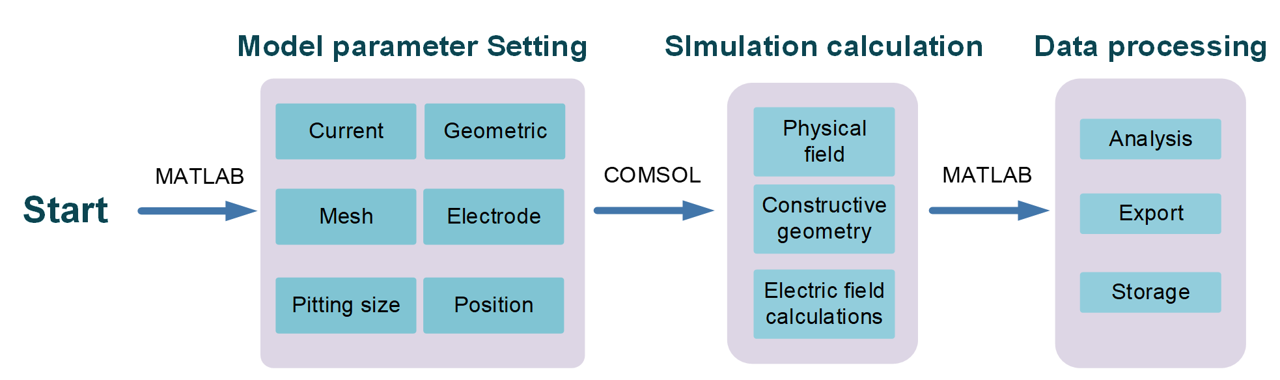 Model parameter Setting
SImulation calculation
Data processing
Start
MATLAB
Current
Geometric
Mesh
Electrode
Pitting size
Position
COMSOL
Physical
field
Constructive
geometry
Electric field
calculations
MATLAB
Analysis
Export
Storage